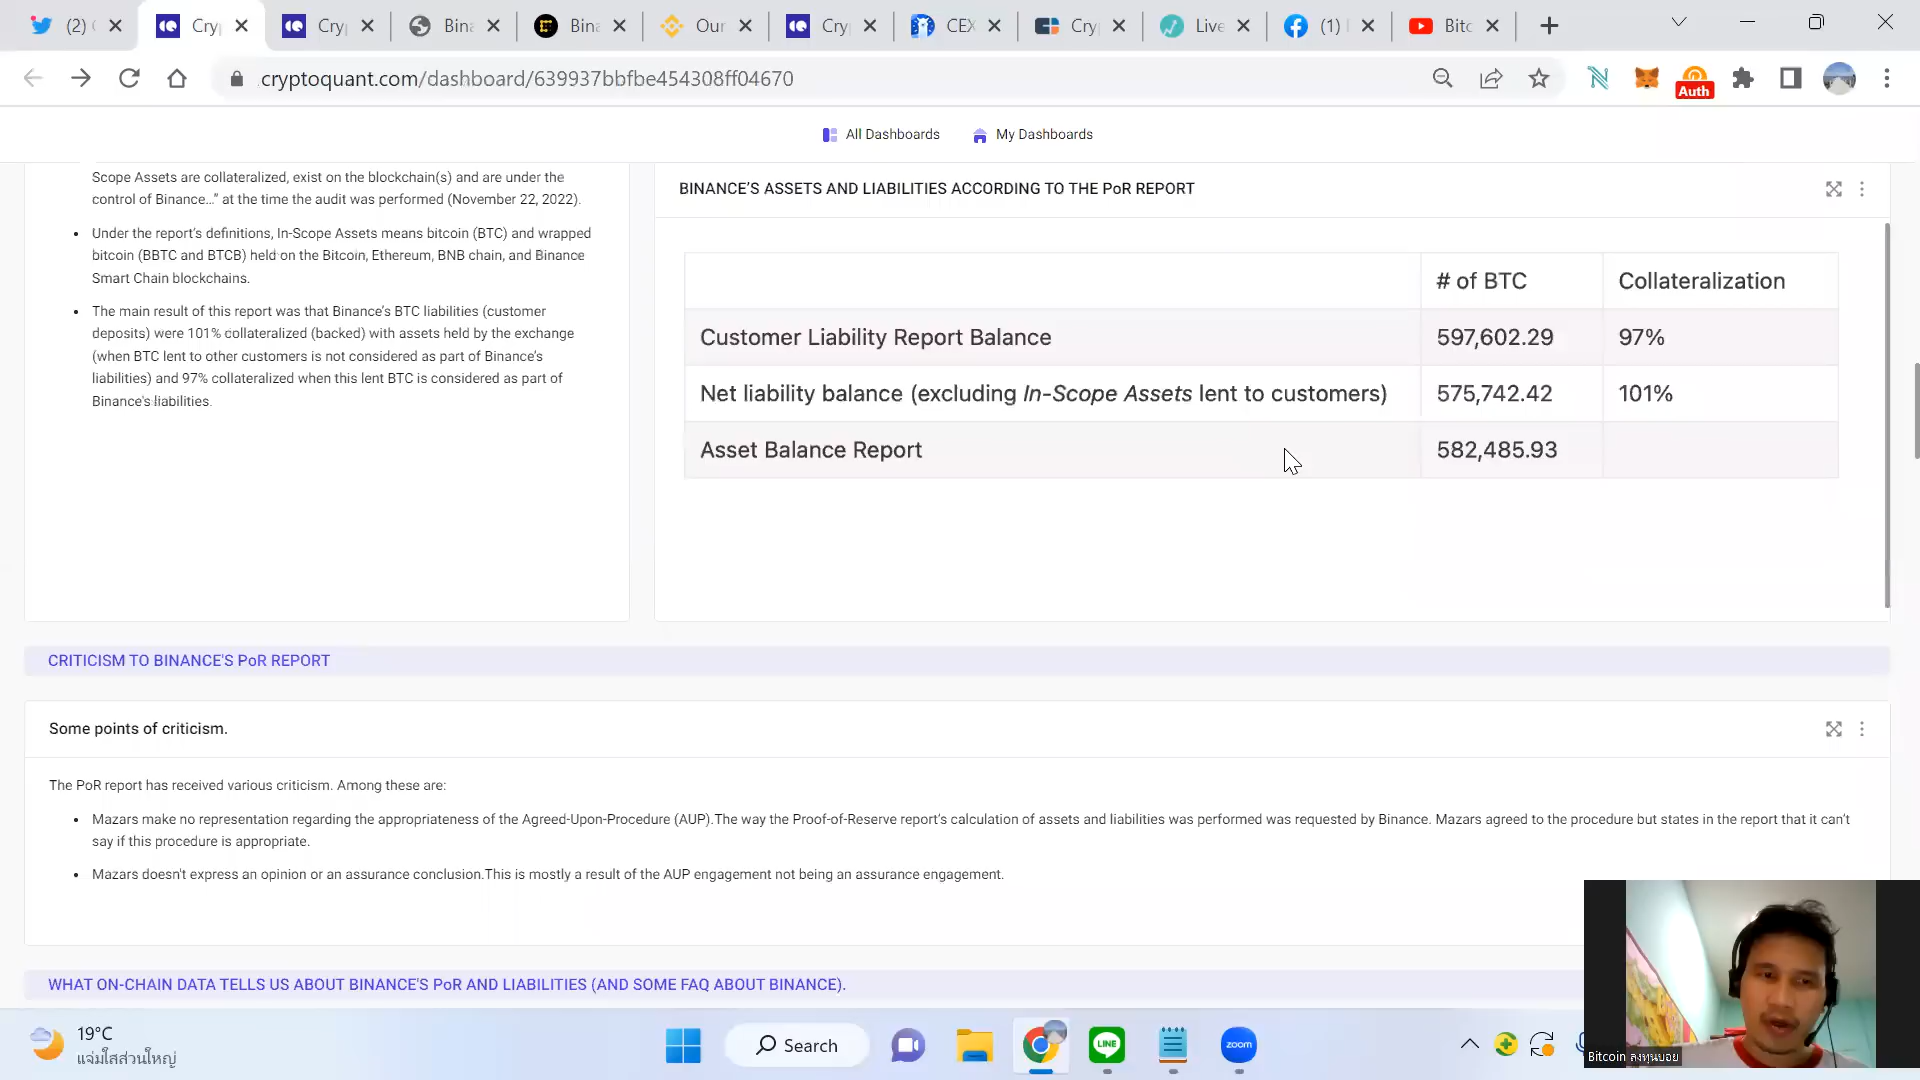 (2)
Cry
Cry
Bina
Bina
Our
Cry
CEX
Cry
Live
(1)
Bitc
cryptoquant.com/dashboard/639937bbfbe454308ff04670
Auth
All Dashboards
My Dashboards
Scope Assets are collateralized, exist on the blockchain(s) and are under the
control of Binance…” at the time the audit was performed (November 22, 2022).
• Under the report's definitions, In-Scope Assets means bitcoin (BTC) and wrapped
bitcoin (BBTC and BTCB) held on the Bitcoin, Ethereum, BNB chain, and Binance
Smart Chain blockchains.
• The main result of this report was that Binance's BTC liabilities (customer
deposits) were 101% collateralized (backed) with assets held by the exchange
(when BTC lent to other customers is not considered as part of Binance's
liabilities) and 97% collateralized when this lent BTC is considered as part of
Binance's liabilities.
BINANCE'S ASSETS AND LIABILITIES ACCORDING TO THE PoR REPORT
# of BTC Collateralization
Customer Liability Report Balance 597,602.29 97%
Net liability balance (excluding In-Scope Assets lent to customers) 575,742.42 101%
Asset Balance Report 582,485.93
CRITICISM TO BINANCE'S PoR REPORT
Some points of criticism.
The PoR report has received various criticism. Among these are:
• Mazars make no representation regarding the appropriateness of the Agreed-Upon-Procedure (AUP).The way the Proof-of-Reserve report's calculation of assets and liabilities was performed was requested by Binance. Mazars agreed to the procedure but states in the report that it can't
say if this procedure is appropriate.
• Mazars doesn't express an opinion or an assurance conclusion.This is mostly a result of the AUP engagement not being an assurance engagement.
WHAT ON-CHAIN DATA TELLS US ABOUT BINANCE'S PoR AND LIABILITIES (AND SOME FAQ ABOUT BINANCE).
19°C
แจ่มใสส่วนใหญ่
Search
LINE
zoom
Bitcoin ลงทุนบอย